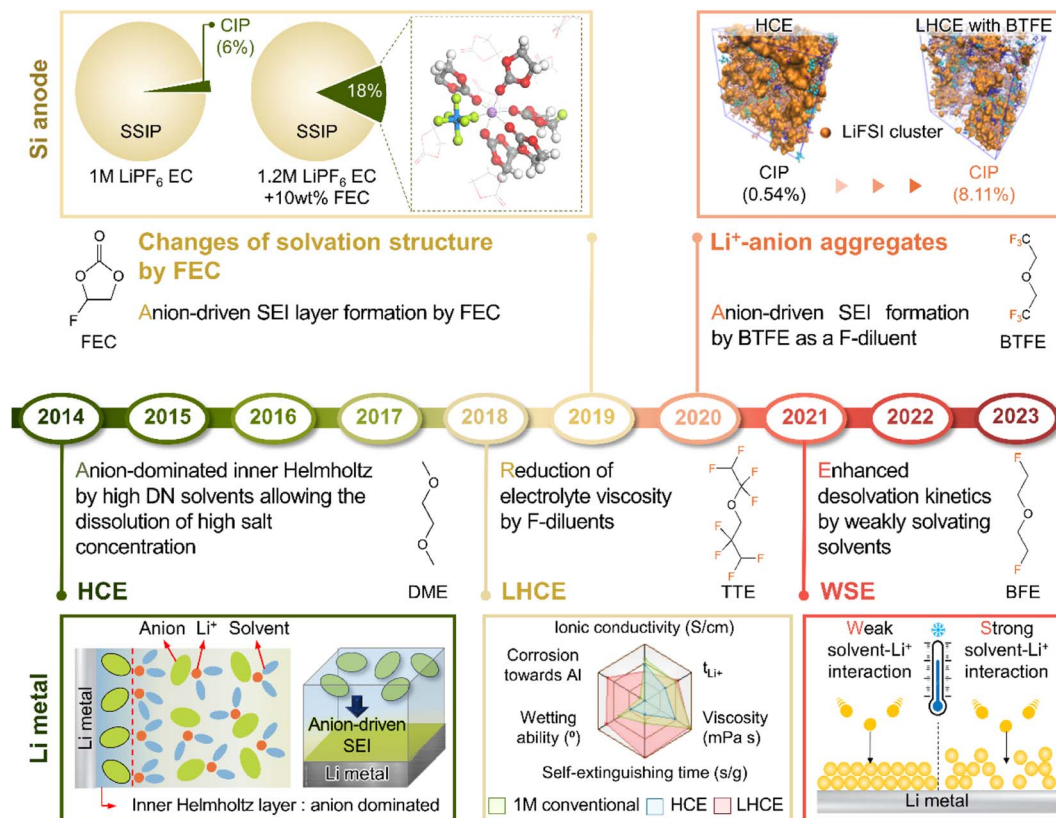 Si anode
CIP
(6%)
SSIP
1M LiPF₆ EC
18%
SSIP
1.2M LiPF₆ EC
+10wt% FEC
HCE
LHCE with BTFE
LiFSI cluster
CIP
(0.54%)
CIP
(8.11%)
O
O
O
F
FEC
Changes of solvation structure
by FEC
Anion-driven SEI layer formation by FEC
Li⁺-anion aggregates
Anion-driven SEI formation
by BTFE as a F-diluent
F₃C
O
F₃C
BTFE
2014
2015
2016
2017
2018
2019
2020
2021
2022
2023
Anion-dominated inner Helmholtz
by high DN solvents allowing the
dissolution of high salt
concentration
HCE
O
O
DME
Reduction of
electrolyte viscosity
by F-diluents
LHCE
F
F
F
F
O
F
F
F
F
TTE
Enhanced
desolvation kinetics
by weakly solvating
solvents
WSE
F
O
F
BFE
Li metal
Anion Li⁺ Solvent
Li metal
Inner Helmholtz layer : anion dominated
Anion-driven
SEI
Li metal
Ionic conductivity (S/cm)
Corrosion
towards Al
t Li⁺
Wetting
ability (º)
Viscosity
(mPa s)
Self-extinguishing time (s/g)
1M conventional
HCE
LHCE
Weak
solvent-Li⁺
interaction
Strong
solvent-Li⁺
interaction
Li metal